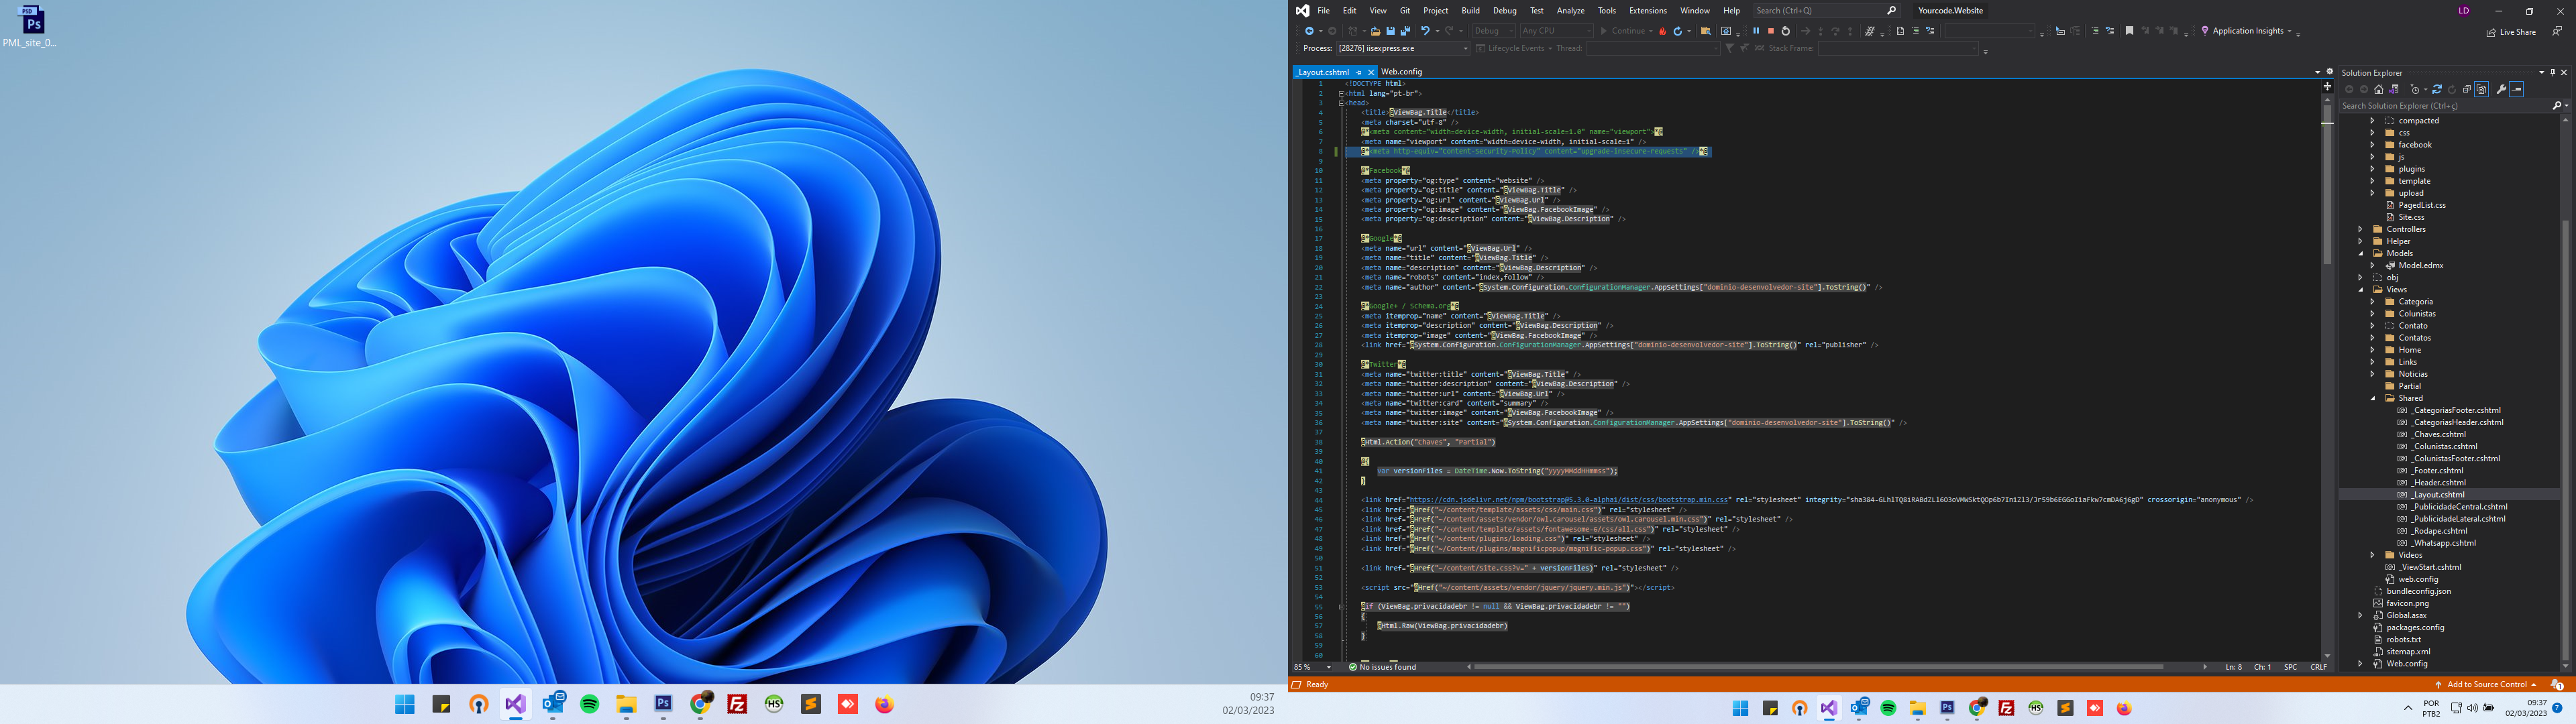 PML_site_0...
09:37
02/03/2023
File Edit View Git Project Build Debug Test Analyze Tools Extensions Window Help Search (Ctrl+Q) Yourcode.Website LD
Debug Any CPU Continue Application Insights Live Share
Process: [28276] iisexpress.exe Lifecycle Events Thread: Stack Frame:
_Layout.cshtml Web.config
1 <!DOCTYPE html>
2 <html lang="pt-br">
3 <head>
4 <title>@ViewBag.Title</title>
5 <meta charset="utf-8" />
6 @*<meta content="width=device-width, initial-scale=1.0" name="viewport">*@
7 <meta name="viewport" content="width=device-width, initial-scale=1" />
8 @*<meta http-equiv="Content-Security-Policy" content="upgrade-insecure-requests" />*@
9
10 @*Facebook*@
11 <meta property="og:type" content="website" />
12 <meta property="og:title" content="@ViewBag.Title" />
13 <meta property="og:url" content="@ViewBag.Url" />
14 <meta property="og:image" content="@ViewBag.FacebookImage" />
15 <meta property="og:description" content="@ViewBag.Description" />
16
17 @*Google*@
18 <meta name="url" content="@ViewBag.Url" />
19 <meta name="title" content="@ViewBag.Title" />
20 <meta name="description" content="@ViewBag.Description" />
21 <meta name="robots" content="index,follow" />
22 <meta name="author" content="@System.Configuration.ConfigurationManager.AppSettings["dominio-desenvolvedor-site"].ToString()" />
23
24 @*Google+ / Schema.org*@
25 <meta itemprop="name" content="@ViewBag.Title" />
26 <meta itemprop="description" content="@ViewBag.Description" />
27 <meta itemprop="image" content="@ViewBag.FacebookImage" />
28 <link href="@System.Configuration.ConfigurationManager.AppSettings["dominio-desenvolvedor-site"].ToString()" rel="publisher" />
29
30 @*Twitter*@
31 <meta name="twitter:title" content="@ViewBag.Title" />
32 <meta name="twitter:description" content="@ViewBag.Description" />
33 <meta name="twitter:url" content="@ViewBag.Url" />
34 <meta name="twitter:card" content="summary" />
35 <meta name="twitter:image" content="@ViewBag.FacebookImage" />
36 <meta name="twitter:site" content="@System.Configuration.ConfigurationManager.AppSettings["dominio-desenvolvedor-site"].ToString()" />
37
38 @Html.Action("Chaves", "Partial")
39
40 @{
41 var versionFiles = DateTime.Now.ToString("yyyyMMddHHmmss");
42 }
43
44 <link href="https://cdn.jsdelivr.net/npm/bootstrap@5.3.0-alpha1/dist/css/bootstrap.min.css" rel="stylesheet" crossorigin="anonymous" />
45 <link href="@Href("~/content/template/assets/css/main.css")" rel="stylesheet" />
46 <link href="@Href("~/Content/assets/vendor/owl.carousel/assets/owl.carousel.min.css")" rel="stylesheet" />
47 <link href="@Href("~/content/template/assets/fontawesome-6/css/all.css")" rel="stylesheet" />
48 <link href="@Href("~/Content/plugins/loading.css")" rel="stylesheet" />
49 <link href="@Href("~/Content/plugins/magnificpopup/magnific-popup.css")" rel="stylesheet" />
50
51 <link href="@Href("~/content/Site.css?v=" + versionFiles)" rel="stylesheet" />
52
53 <script src="@Href("~/content/assets/vendor/jquery/jquery.min.js")"></script>
54
55 @if (ViewBag.privacidadebr != null && ViewBag.privacidadebr != "")
56 {
57 @Html.Raw(ViewBag.privacidadebr)
58 }
59
60
85 % No issues found Ln: 8 Ch: 1 SPC CRLF
Solution Explorer
Search Solution Explorer (Ctrl+ç)
compacted
css
facebook
js
plugins
template
upload
PagedList.css
Site.css
Controllers
Helper
Models
Model.edmx
obj
Views
Categoria
Colunistas
Contato
Contatos
Home
Links
Noticias
Partial
Shared
_CategoriasFooter.cshtml
_CategoriasHeader.cshtml
_Chaves.cshtml
_Colunistas.cshtml
_ColunistasFooter.cshtml
_Footer.cshtml
_Header.cshtml
_Layout.cshtml
_PublicidadeCentral.cshtml
_PublicidadeLateral.cshtml
_Rodape.cshtml
_Whatsapp.cshtml
Videos
_ViewStart.cshtml
web.config
bundleconfig.json
favicon.png
Global.asax
packages.config
robots.txt
sitemap.xml
Web.config
Ready Add to Source Control 1
POR
PTB2
09:37
02/03/2023
7